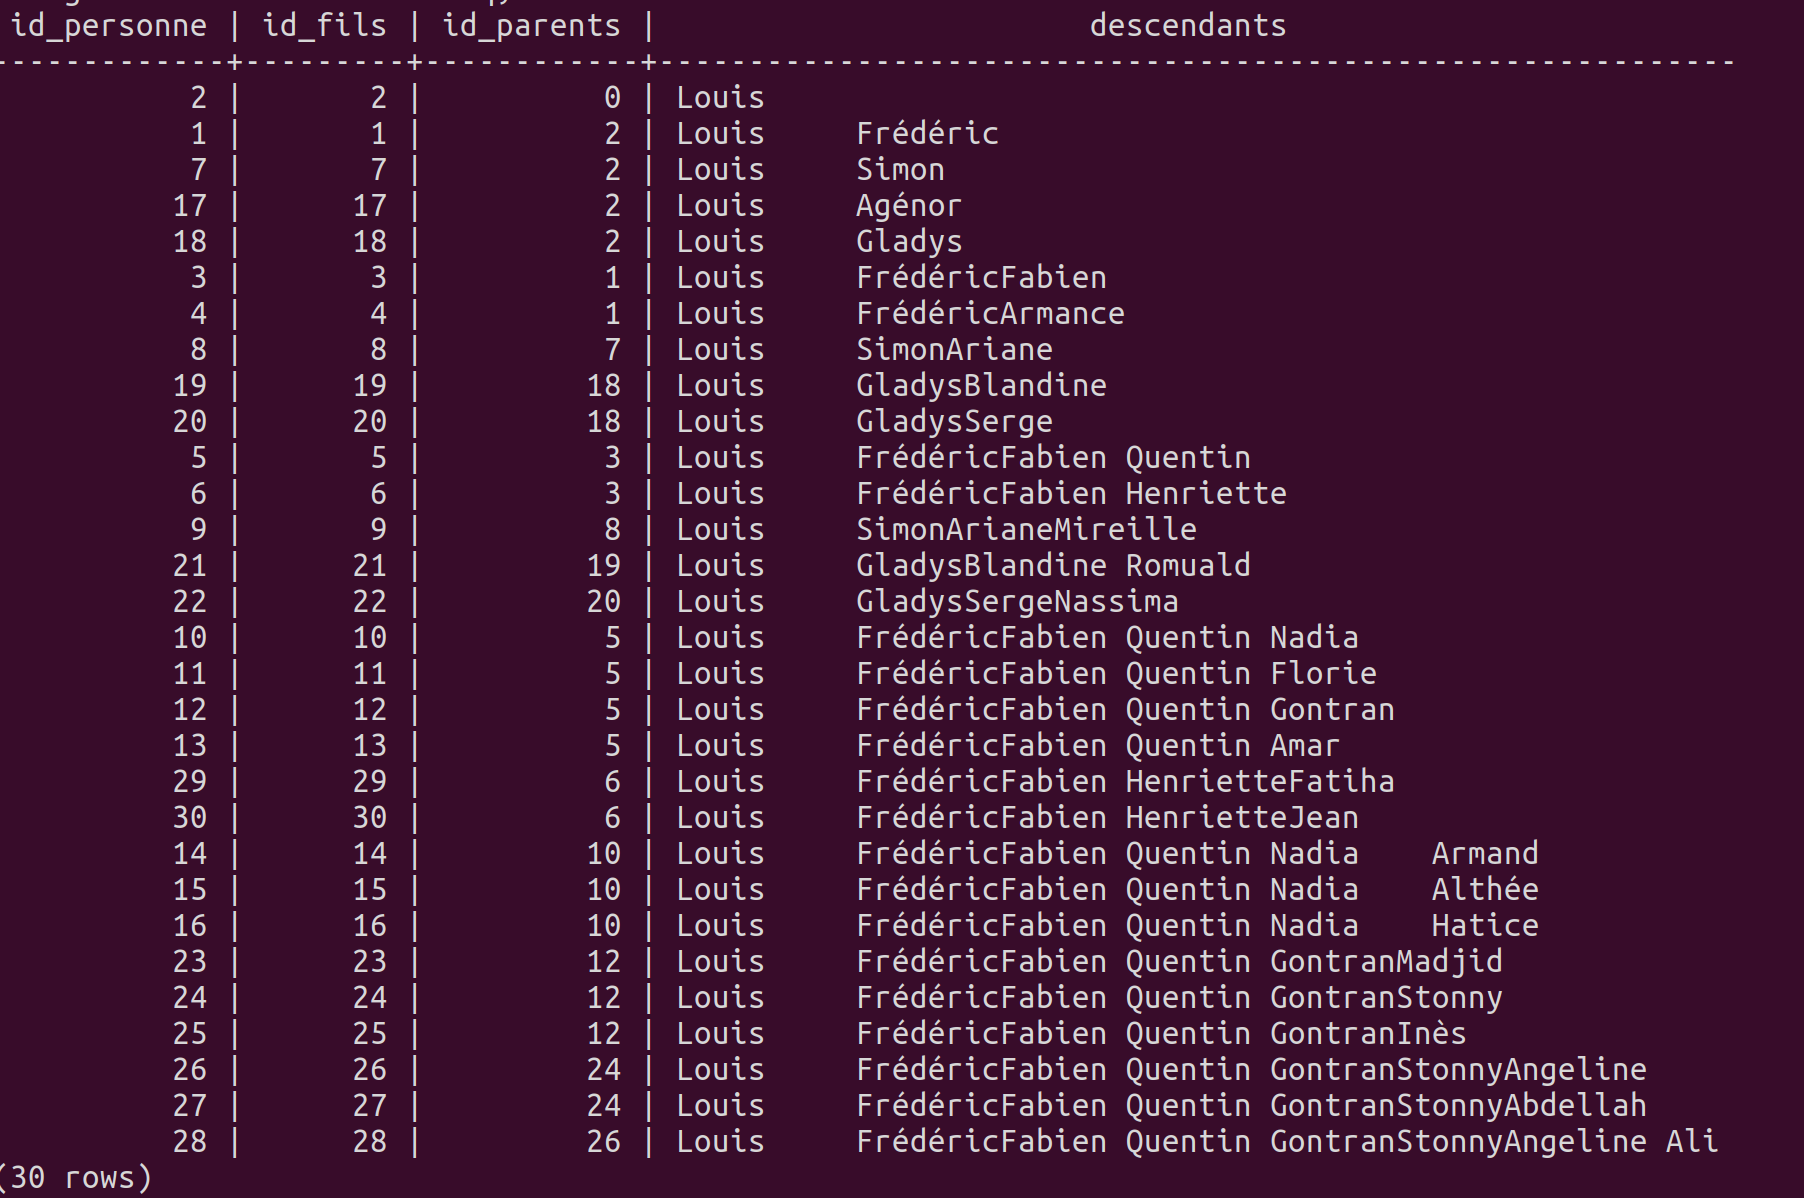 id_personne | id_fils | id_parents | descendants
-------------+---------+------------+------------------------------------------------------------
2 | 2 | 0 | Louis
1 | 1 | 2 | Louis     Frédéric
7 | 7 | 2 | Louis     Simon
17 | 17 | 2 | Louis     Agénor
18 | 18 | 2 | Louis     Gladys
3 | 3 | 1 | Louis     FrédéricFabien
4 | 4 | 1 | Louis     FrédéricArmance
8 | 8 | 7 | Louis     SimonAriane
19 | 19 | 18 | Louis     GladysBlandine
20 | 20 | 18 | Louis     GladysSerge
5 | 5 | 3 | Louis     FrédéricFabien Quentin
6 | 6 | 3 | Louis     FrédéricFabien Henriette
9 | 9 | 8 | Louis     SimonArianeMireille
21 | 21 | 19 | Louis     GladysBlandine Romuald
22 | 22 | 20 | Louis     GladysSergeNassima
10 | 10 | 5 | Louis     FrédéricFabien Quentin Nadia
11 | 11 | 5 | Louis     FrédéricFabien Quentin Florie
12 | 12 | 5 | Louis     FrédéricFabien Quentin Gontran
13 | 13 | 5 | Louis     FrédéricFabien Quentin Amar
29 | 29 | 6 | Louis     FrédéricFabien HenrietteFatiha
30 | 30 | 6 | Louis     FrédéricFabien HenrietteJean
14 | 14 | 10 | Louis     FrédéricFabien Quentin Nadia    Armand
15 | 15 | 10 | Louis     FrédéricFabien Quentin Nadia    Althée
16 | 16 | 10 | Louis     FrédéricFabien Quentin Nadia    Hatice
23 | 23 | 12 | Louis     FrédéricFabien Quentin GontranMadjid
24 | 24 | 12 | Louis     FrédéricFabien Quentin GontranStonny
25 | 25 | 12 | Louis     FrédéricFabien Quentin GontranInès
26 | 26 | 24 | Louis     FrédéricFabien Quentin GontranStonnyAngeline
27 | 27 | 24 | Louis     FrédéricFabien Quentin GontranStonnyAbdellah
28 | 28 | 26 | Louis     FrédéricFabien Quentin GontranStonnyAngeline Ali
(30 rows)